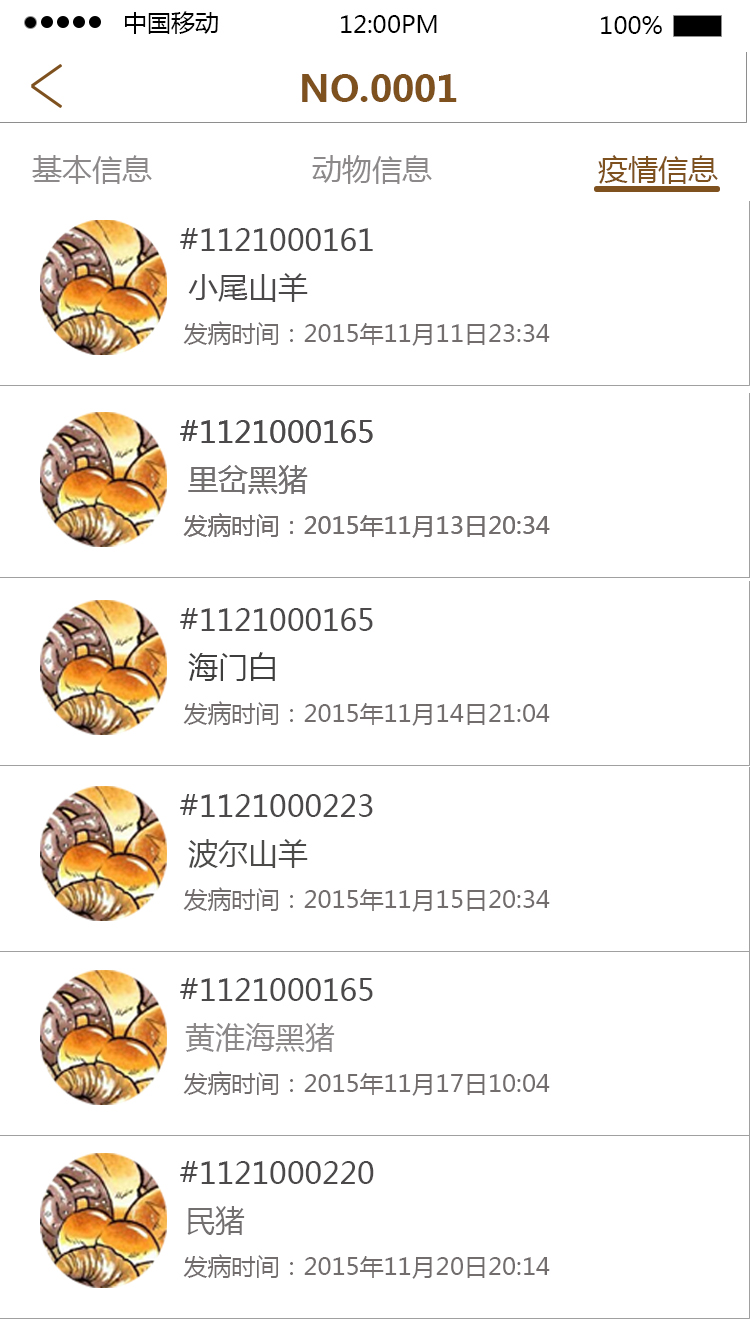 中国移动 12:00PM 100%
NO.0001
基本信息 动物信息 疫情信息
#1121000161
小尾山羊
发病时间：2015年11月11日23:34
#1121000165
里岔黑猪
发病时间：2015年11月13日20:34
#1121000165
海门白
发病时间：2015年11月14日21:04
#1121000223
波尔山羊
发病时间：2015年11月15日20:34
#1121000165
黄淮海黑猪
发病时间：2015年11月17日10:04
#1121000220
民猪
发病时间：2015年11月20日20:14